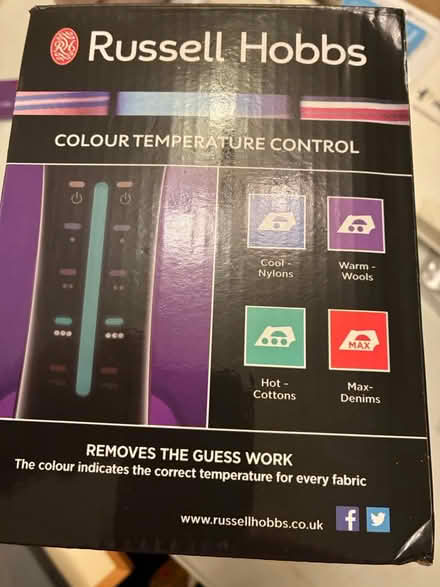 Russell Hobbs
COLOUR TEMPERATURE CONTROL
Cool -
Nylons
Warm -
Wools
MAX
Hot -
Cottons
Max-
Denims
REMOVES THE GUESS WORK
The colour indicates the correct temperature for every fabric
www.russellhobbs.co.uk